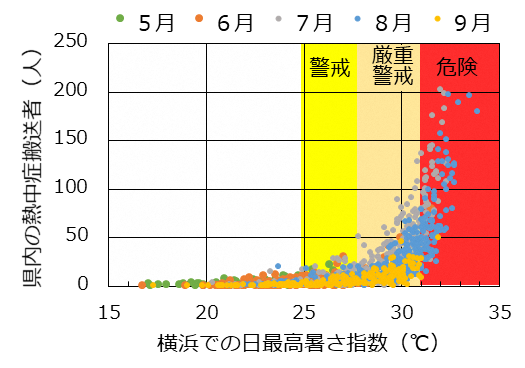 ５月 ６月 ７月 ８月 ９月
県内の熱中症搬送者（人）
250
200
150
100
50
0
警戒
厳重
警戒
危険
15 20 25 30 35
横浜での日最高暑さ指数（℃）